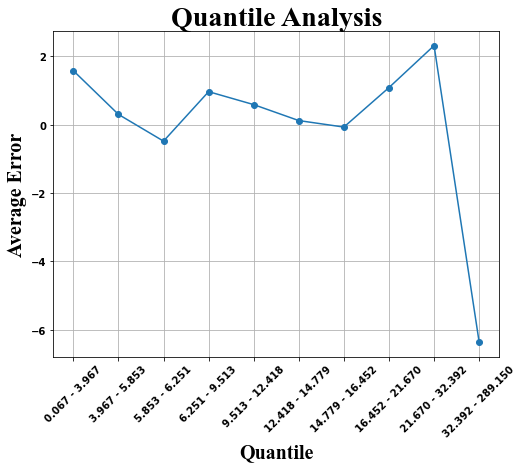 Quantile Analysis
2
0
−2
−4
−6
Average Error
0.067 - 3.967
3.967 - 5.853
5.853 - 6.251
6.251 - 9.513
9.513 - 12.418
12.418 - 14.779
14.779 - 16.452
16.452 - 21.670
21.670 - 32.392
32.392 - 289.150
Quantile